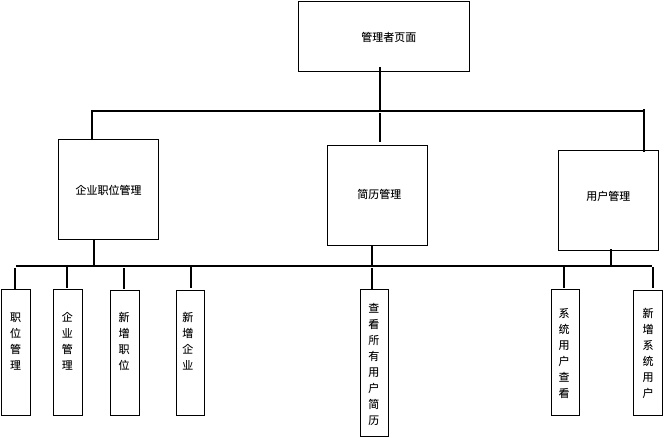 管理者页面
企业职位管理
简历管理
用户管理
职位管理
企业管理
新增职位
新增企业
查看所有用户简历
系统用户查看
新增系统用户